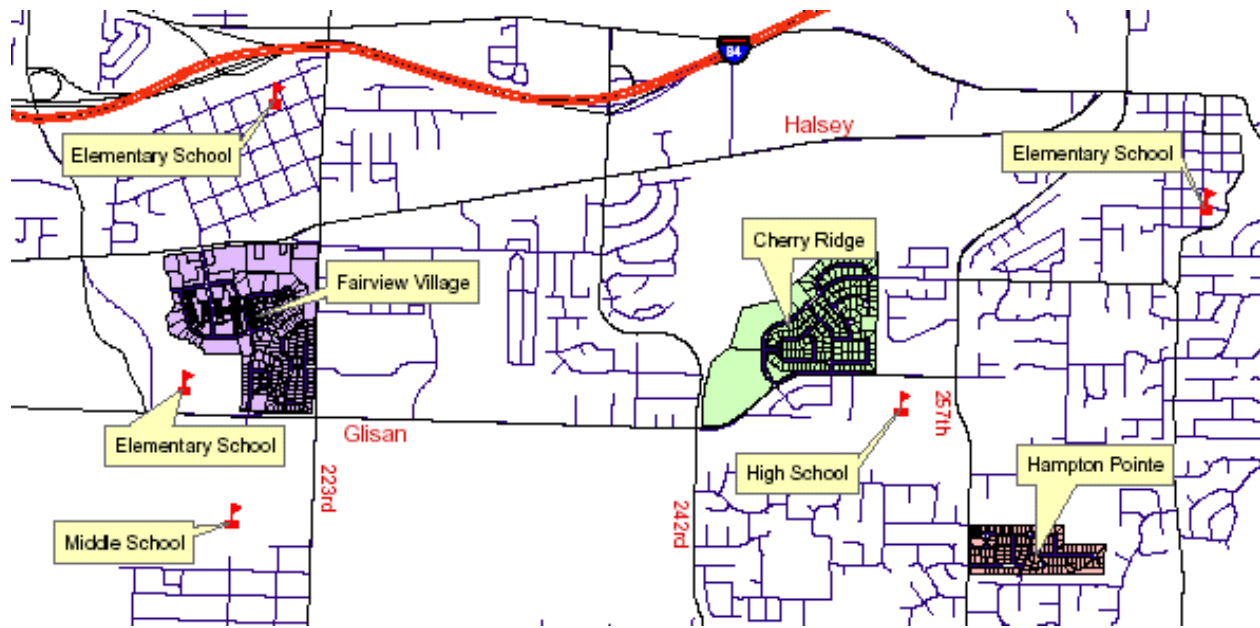 84
Halsey
Elementary School
Elementary School
Cherry Ridge
Fairview Village
Elementary School
Glisan
257th
High School
Hampton Pointe
223rd
242rd
Middle School